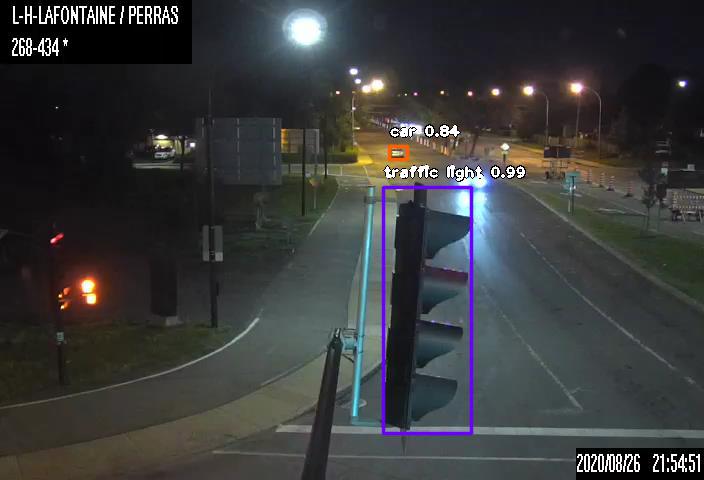 L-H-LAFONTAINE / PERRAS
268-434 *
car 0.84
traffic light 0.99
2020/08/26 21:54:51